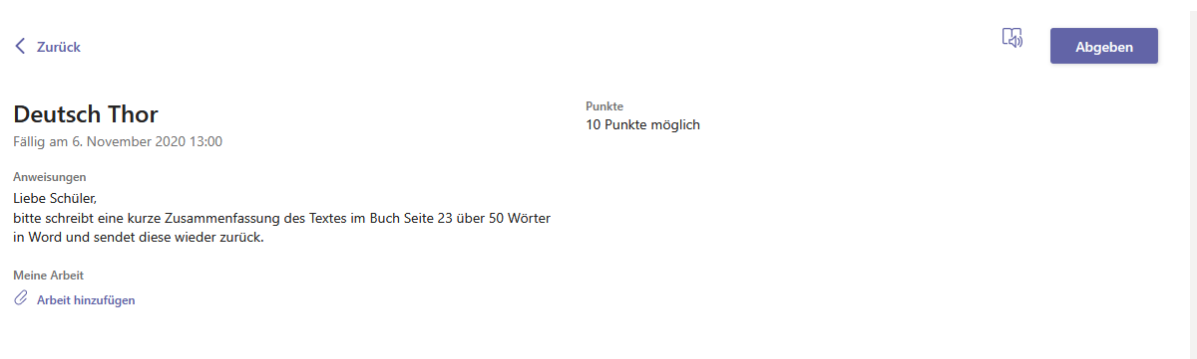 Zurück
Abgeben
Deutsch Thor
Fällig am 6. November 2020 13:00
Punkte
10 Punkte möglich
Anweisungen
Liebe Schüler,
bitte schreibt eine kurze Zusammenfassung des Textes im Buch Seite 23 über 50 Wörter
in Word und sendet diese wieder zurück.
Meine Arbeit
Arbeit hinzufügen